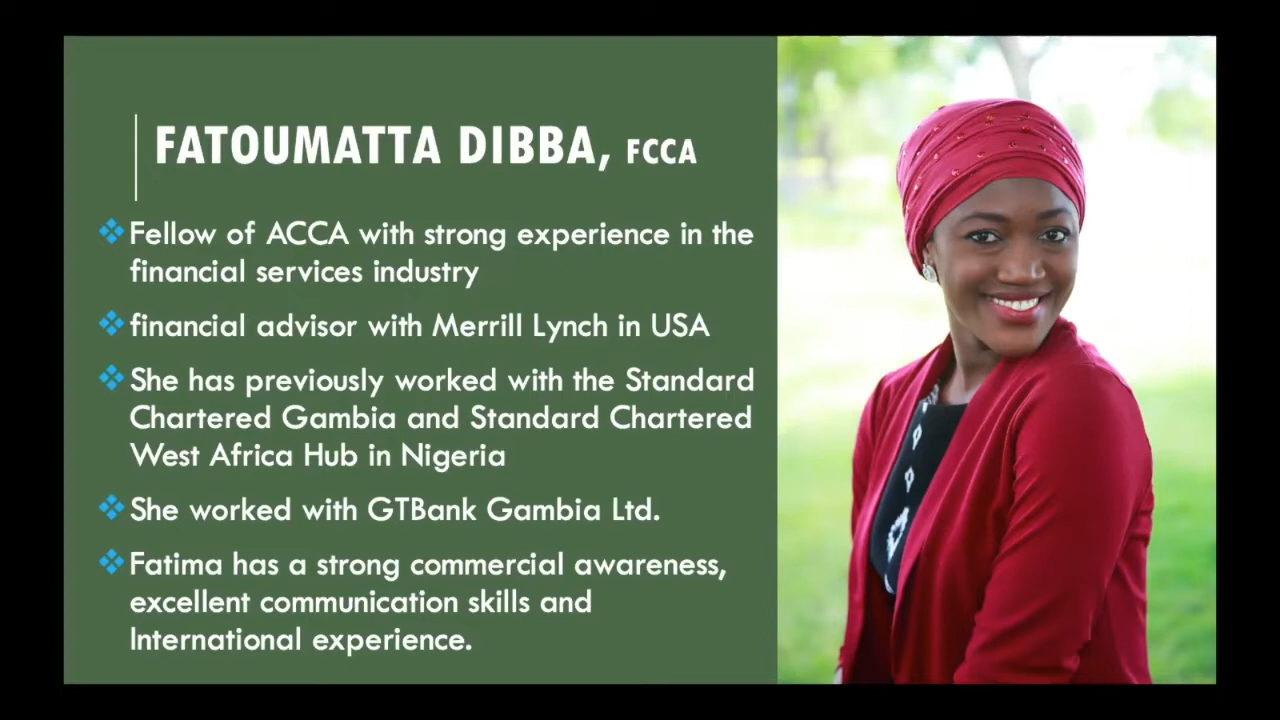 FATOUMATTA DIBBA, FCCA
Fellow of ACCA with strong experience in the
financial services industry
financial advisor with Merrill Lynch in USA
She has previously worked with the Standard
Chartered Gambia and Standard Chartered
West Africa Hub in Nigeria
She worked with GTBank Gambia Ltd.
Fatima has a strong commercial awareness,
excellent communication skills and
International experience.